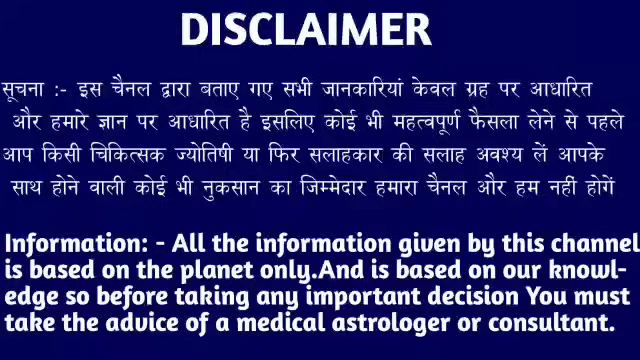 DISCLAIMER
सूचना :- इस चैनल द्वारा बताए गए सभी जानकारियां केवल ग्रह पर आधारित
और हमारे ज्ञान पर आधारित है इसलिए कोई भी महत्वपूर्ण फैसला लेने से पहले
आप किसी चिकित्सक ज्योतिषी या फिर सलाहकार की सलाह अवश्य लें आपके
साथ होने वाली कोई भी नुकसान का जिम्मेदार हमारा चैनल और हम नहीं होगें
Information: - All the information given by this channel
is based on the planet only.And is based on our knowl-
edge so before taking any important decision You must
take the advice of a medical astrologer or consultant.